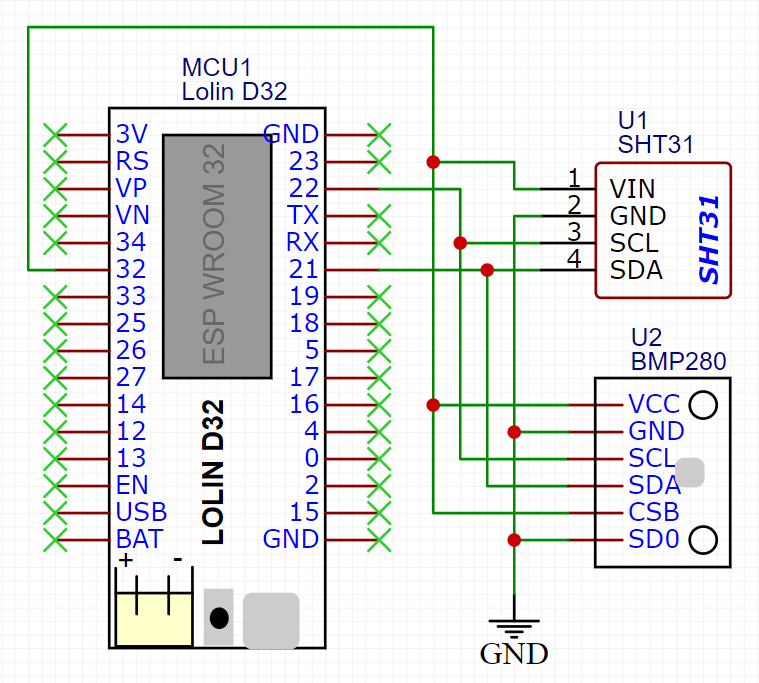 MCU1
Lolin D32
3V
RS
VP
VN
34
32
33
25
26
27
14
12
13
EN
USB
BAT
+ -
ESP WROOM 32
LOLIN D32
GND
23
22
TX
RX
21
19
18
5
17
16
4
0
2
15
GND
U1
SHT31
1 VIN
2 GND
3 SCL
4 SDA
SHT31
U2
BMP280
VCC
GND
SCL
SDA
CSB
SD0
GND